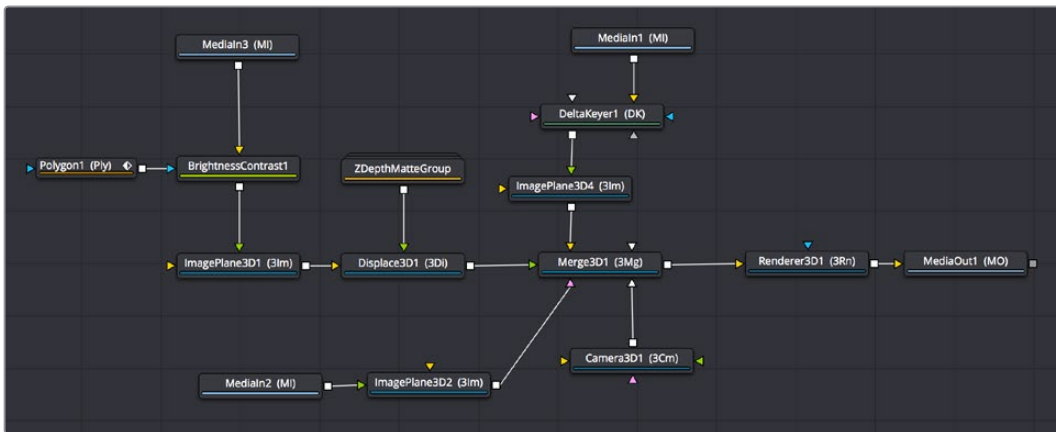 MediaIn3 (MI)
MediaIn1 (MI)
DeltaKeyer1 (DK)
Polygon1 (Ply)
BrightnessContrast1
ZDepthMatteGroup
ImagePlane3D4 (3Im)
ImagePlane3D1 (3Im)
Displace3D1 (3Di)
Merge3D1 (3Mg)
Renderer3D1 (3Rn)
MediaOut1 (MO)
Camera3D1 (3Cm)
MediaIn2 (MI)
ImagePlane3D2 (3Im)